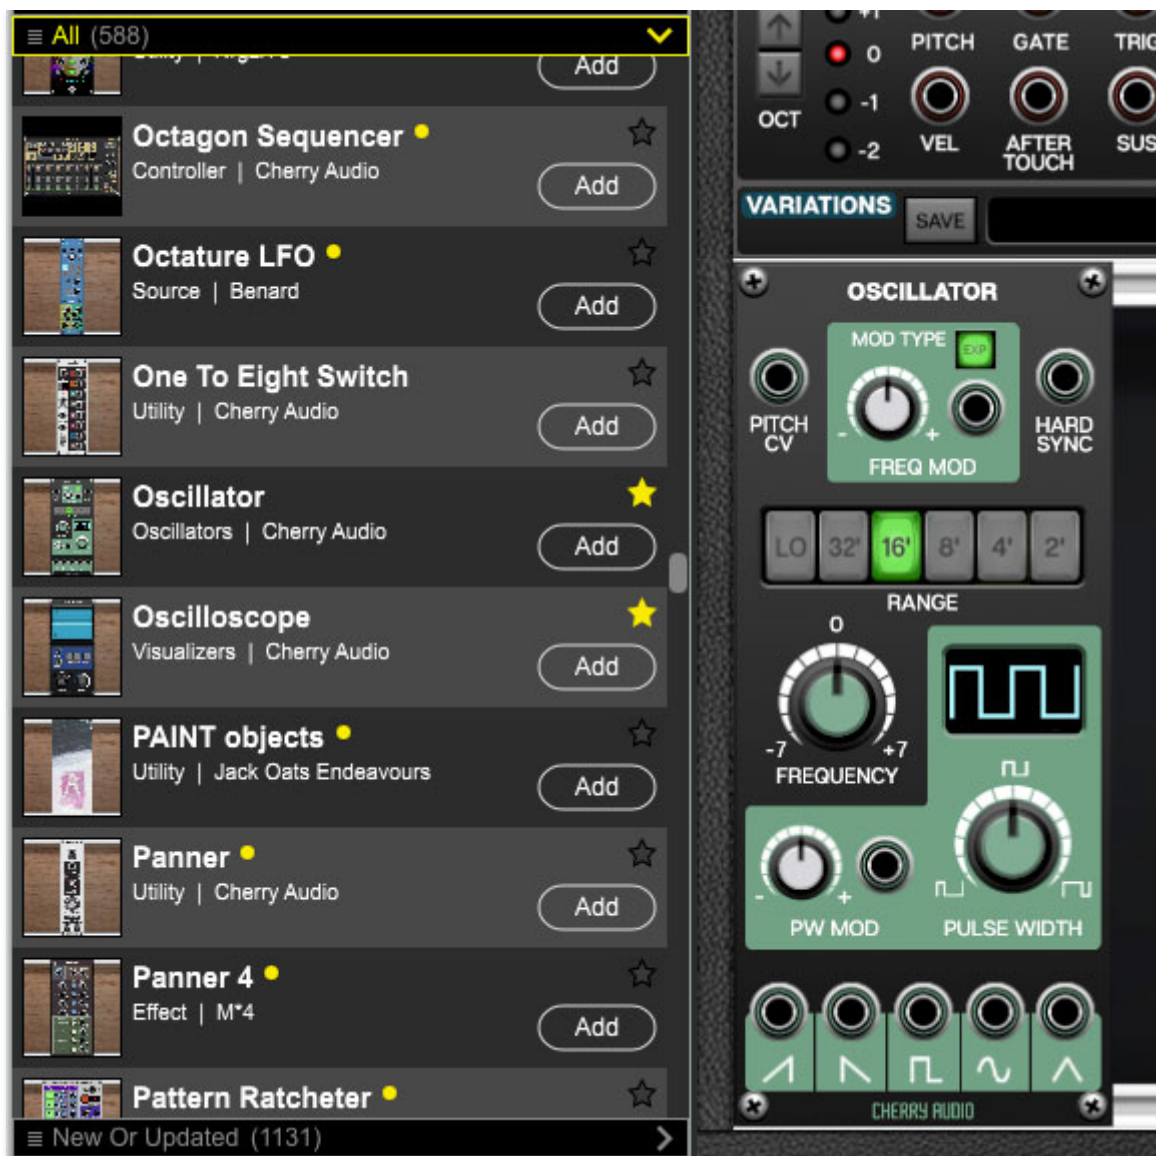 All (588)
Add
Octagon Sequencer
Controller | Cherry Audio
Add
Octature LFO
Source | Benard
Add
One To Eight Switch
Utility | Cherry Audio
Add
Oscillator
Oscillators | Cherry Audio
Add
Oscilloscope
Visualizers | Cherry Audio
Add
PAINT objects
Utility | Jack Oats Endeavours
Add
Panner
Utility | Cherry Audio
Add
Panner 4
Effect | M*4
Add
Pattern Ratcheter
New Or Updated (1131)
+1
0
-1
-2
OCT
PITCH GATE TRIG
VEL AFTER TOUCH SUS
VARIATIONS SAVE
OSCILLATOR
MOD TYPE EXP
PITCH CV
- +
FREQ MOD
HARD SYNC
LO 32' 16' 8' 4' 2'
RANGE
0
-7 +7
FREQUENCY
- +
PW MOD PULSE WIDTH
CHERRY AUDIO